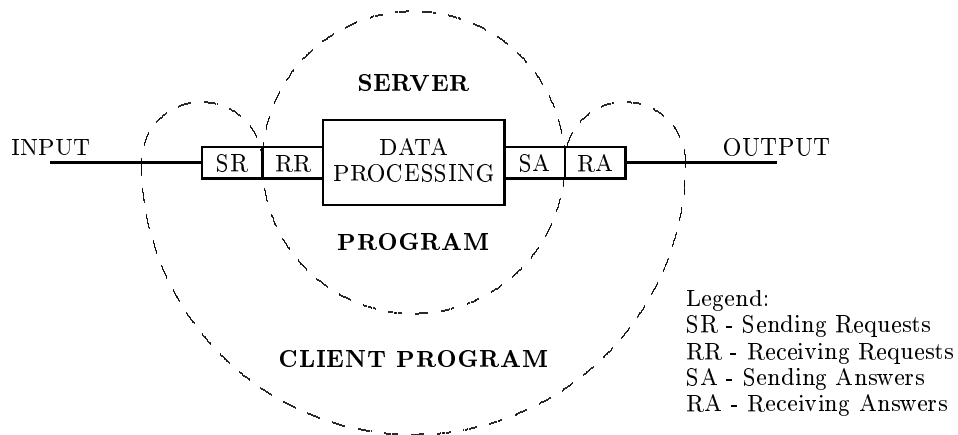 SERVER
INPUT
SR
RR
DATA
PROCESSING
SA
RA
OUTPUT
PROGRAM
CLIENT PROGRAM
Legend:
SR - Sending Requests
RR - Receiving Requests
SA - Sending Answers
RA - Receiving Answers